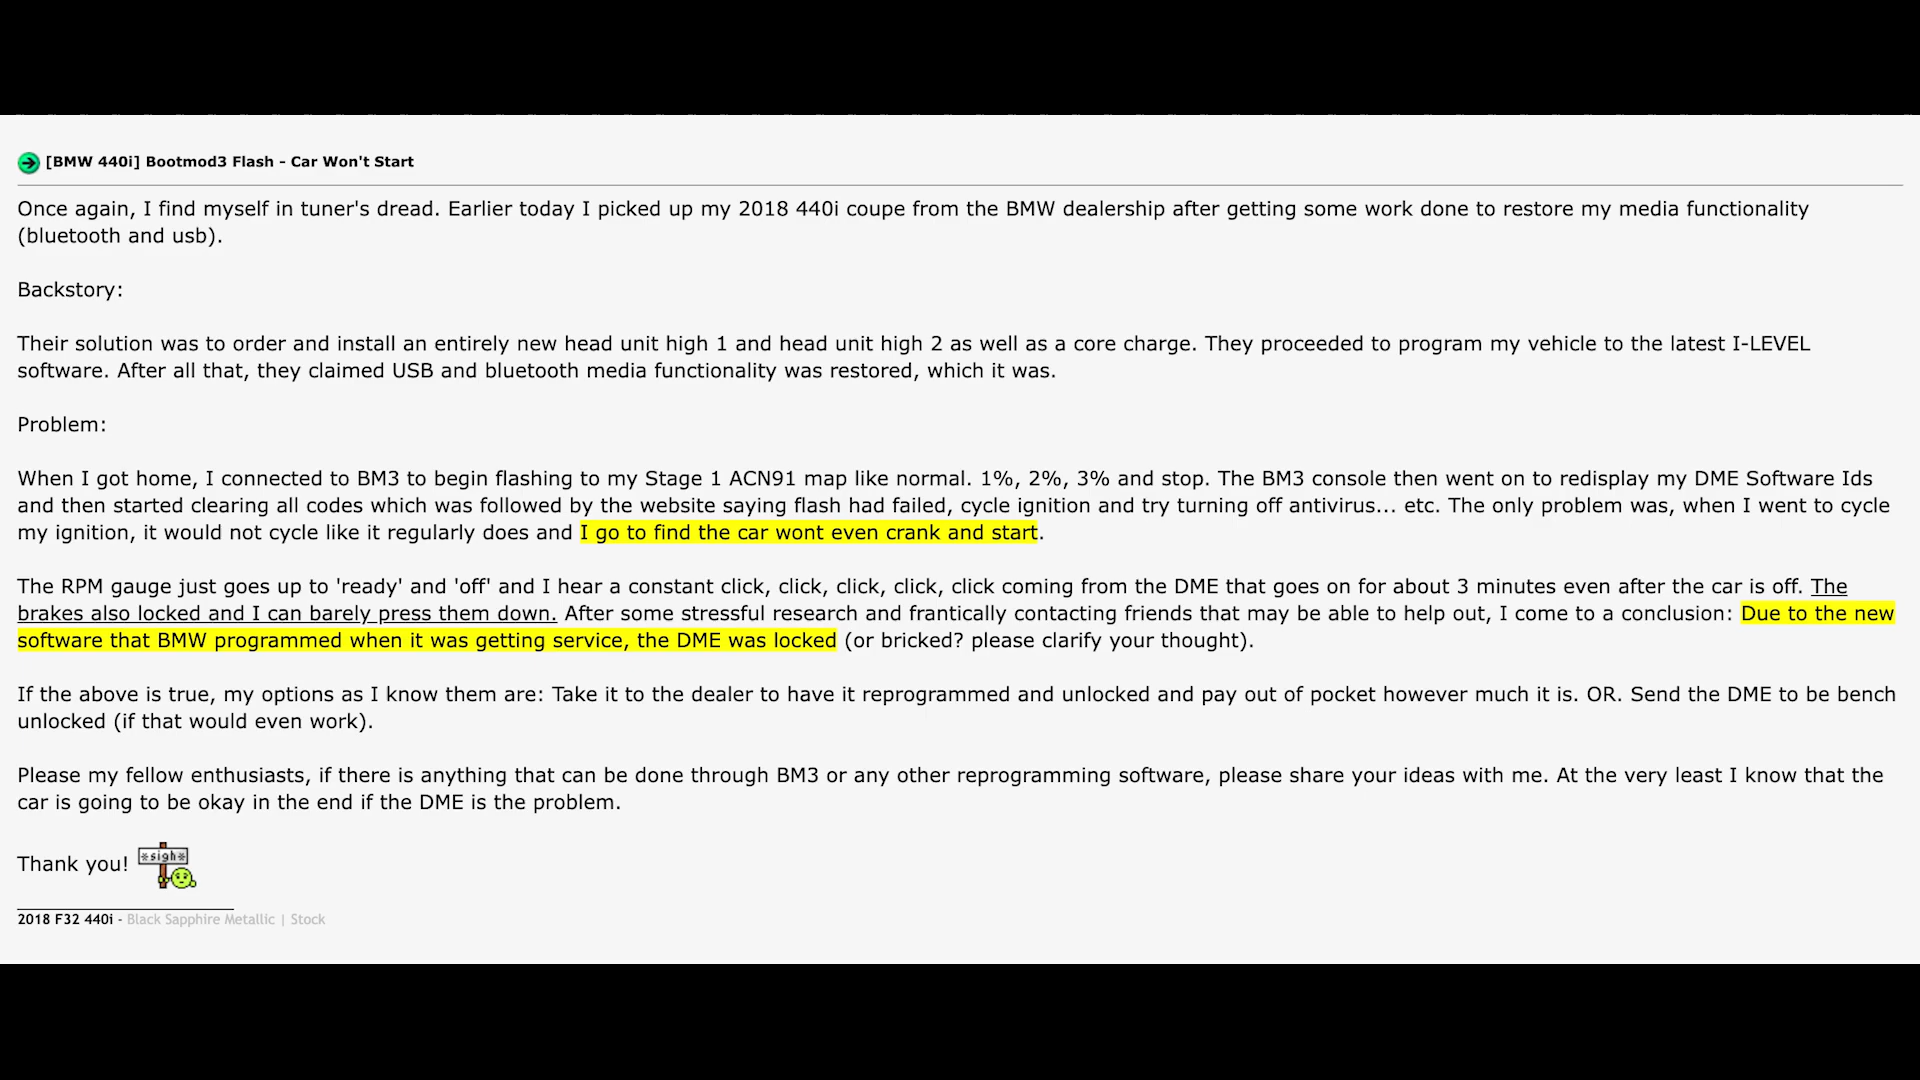 [BMW 440i] Bootmod3 Flash - Car Won't Start
Once again, I find myself in tuner's dread. Earlier today I picked up my 2018 440i coupe from the BMW dealership after getting some work done to restore my media functionality
(bluetooth and usb).
Backstory:
Their solution was to order and install an entirely new head unit high 1 and head unit high 2 as well as a core charge. They proceeded to program my vehicle to the latest I-LEVEL
software. After all that, they claimed USB and bluetooth media functionality was restored, which it was.
Problem:
When I got home, I connected to BM3 to begin flashing to my Stage 1 ACN91 map like normal. 1%, 2%, 3% and stop. The BM3 console then went on to redisplay my DME Software Ids
and then started clearing all codes which was followed by the website saying flash had failed, cycle ignition and try turning off antivirus... etc. The only problem was, when I went to cycle
my ignition, it would not cycle like it regularly does and I go to find the car wont even crank and start.
The RPM gauge just goes up to 'ready' and 'off' and I hear a constant click, click, click, click, click coming from the DME that goes on for about 3 minutes even after the car is off. The
brakes also locked and I can barely press them down. After some stressful research and frantically contacting friends that may be able to help out, I come to a conclusion: Due to the new
software that BMW programmed when it was getting service, the DME was locked (or bricked? please clarify your thought).
If the above is true, my options as I know them are: Take it to the dealer to have it reprogrammed and unlocked and pay out of pocket however much it is. OR. Send the DME to be bench
unlocked (if that would even work).
Please my fellow enthusiasts, if there is anything that can be done through BM3 or any other reprogramming software, please share your ideas with me. At the very least I know that the
car is going to be okay in the end if the DME is the problem.
Thank you! *sigh*
2018 F32 440i - Black Sapphire Metallic | Stock